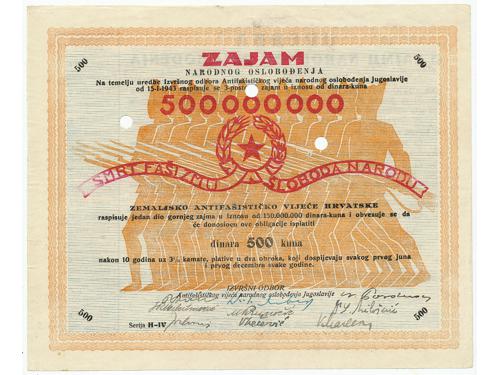 500
500
ZAJAM
NARODNOG OSLOBOĐENJA
Na temelju uredbe Izvršnog odbora Antifašističkog vijeća narodnog oslobođenja Jugoslavije
od 15-I-1943 raspisuje se 3-postotni zajam u iznosu od dinara-kuna
500000000
SMRT FAŠIZMU SLOBODA NARODU
ZEMALJSKO ANTIFAŠISTIČKO VIJEĆE HRVATSKE
raspisuje jedan dio gornjeg zajma u iznosu od 150.000.000 dinara-kuna i obvezuje se da
će donosiocu ove obligacije isplatiti
dinara 500 kuna
nakon 10 godina uz 3% kamate, plative u dva obroka, koji dospijevaju svakog prvog juna
i prvog decembra svake godine.
IZVRŠNI ODBOR
Antifašističkog vijeća narodnog oslobođenja Jugoslavije
Serija H-IV
500
500